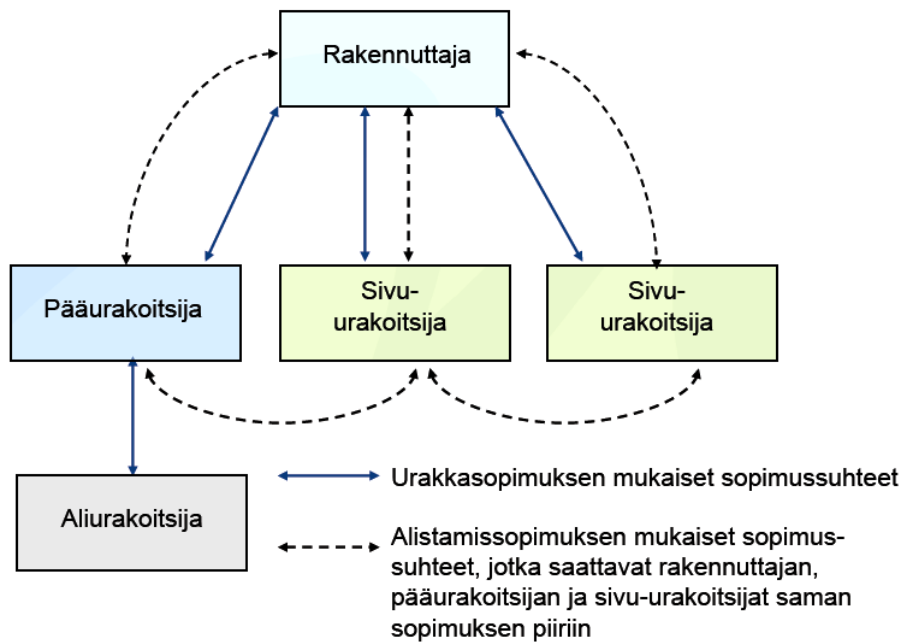 Rakennuttaja
Pääurakoitsija
Sivu-
urakoitsija
Sivu-
urakoitsija
Aliurakoitsija
Urakkasopimuksen mukaiset sopimussuhteet
Alistamissopimuksen mukaiset sopimus-
suhteet, jotka saattavat rakennuttajan,
pääurakoitsijan ja sivu-urakoitsijat saman
sopimuksen piiriin